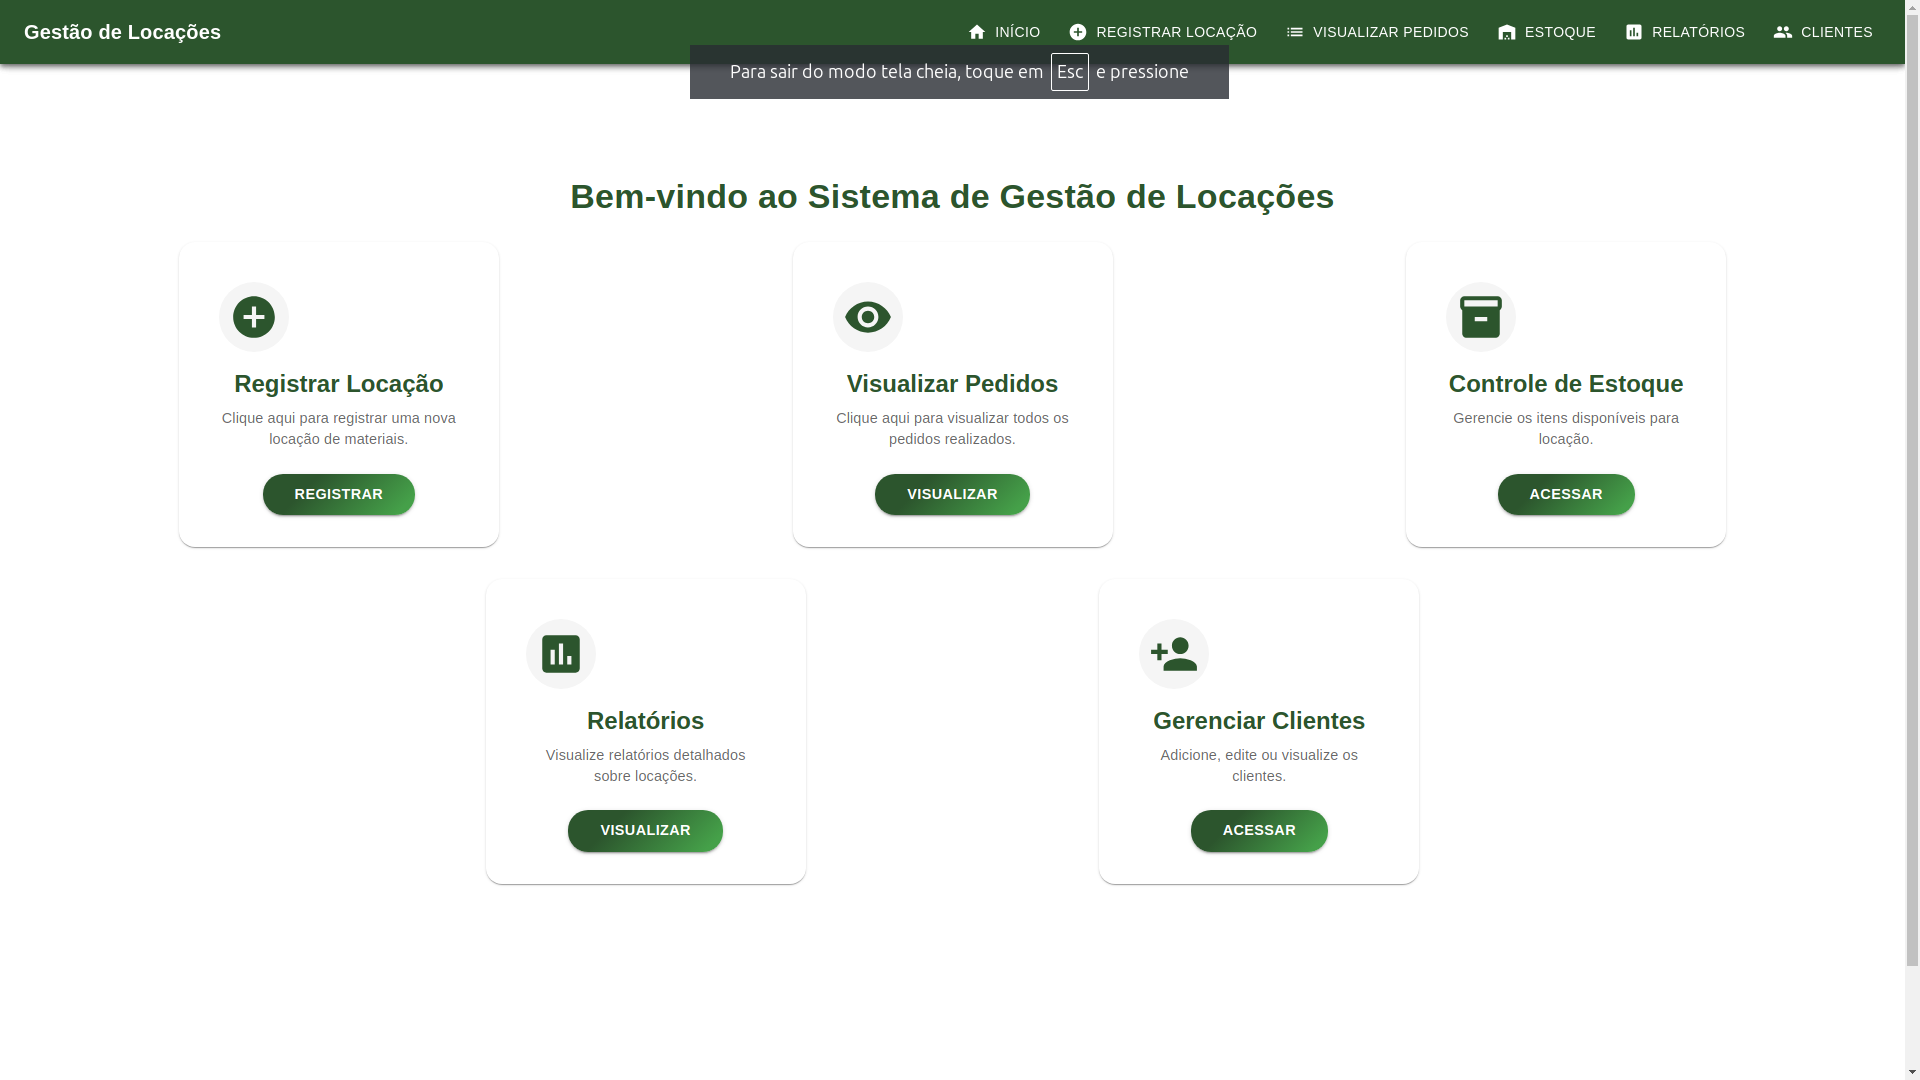 Gestão de Locações
INÍCIO
REGISTRAR LOCAÇÃO
VISUALIZAR PEDIDOS
ESTOQUE
RELATÓRIOS
CLIENTES
Para sair do modo tela cheia, toque em Esc e pressione
Bem-vindo ao Sistema de Gestão de Locações
Registrar Locação
Clique aqui para registrar uma nova
locação de materiais.
REGISTRAR
Visualizar Pedidos
Clique aqui para visualizar todos os
pedidos realizados.
VISUALIZAR
Controle de Estoque
Gerencie os itens disponíveis para
locação.
ACESSAR
Relatórios
Visualize relatórios detalhados
sobre locações.
VISUALIZAR
Gerenciar Clientes
Adicione, edite ou visualize os
clientes.
ACESSAR